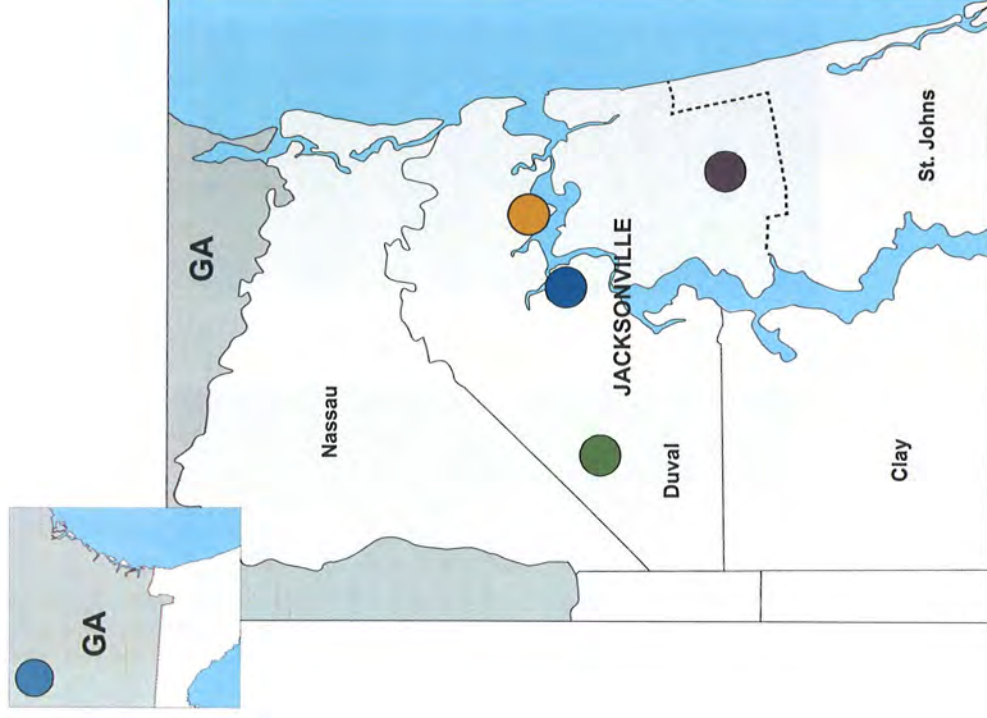 GA
GA
Nassau
JACKSONVILLE
Duval
Clay
St. Johns